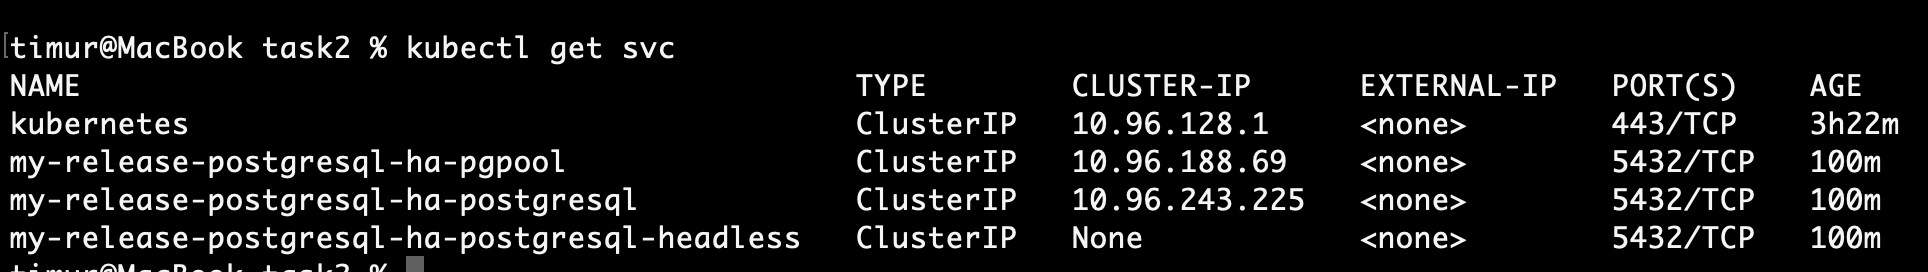 timur@MacBook task2 % kubectl get svc
NAME TYPE CLUSTER-IP EXTERNAL-IP PORT(S) AGE
kubernetes ClusterIP 10.96.128.1 <none> 443/TCP 3h22m
my-release-postgresql-ha-pgpool ClusterIP 10.96.188.69 <none> 5432/TCP 100m
my-release-postgresql-ha-postgresql ClusterIP 10.96.243.225 <none> 5432/TCP 100m
my-release-postgresql-ha-postgresql-headless ClusterIP None <none> 5432/TCP 100m
timur@MacBook task2 %